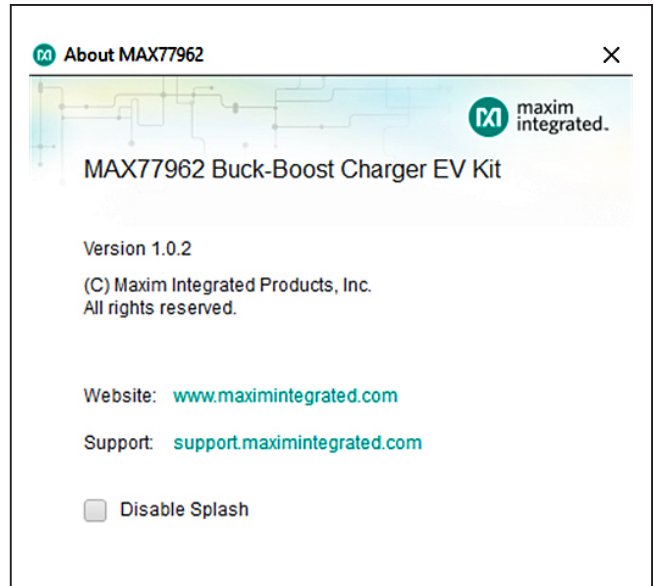 About MAX77962
maxim
integrated.
MAX77962 Buck-Boost Charger EV Kit
Version 1.0.2
(C) Maxim Integrated Products, Inc.
All rights reserved.
Website: www.maximintegrated.com
Support: support.maximintegrated.com
Disable Splash